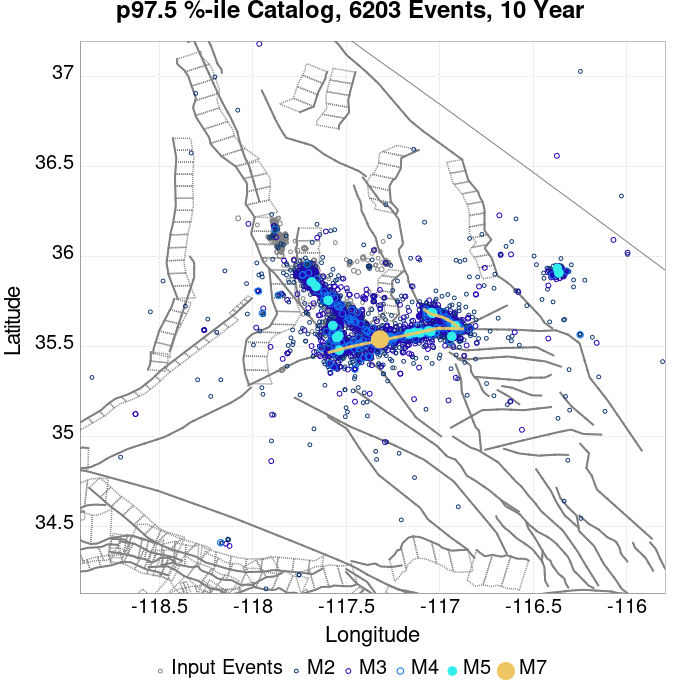 p97.5 %-ile Catalog, 6203 Events, 10 Year
37
36.5
36
35.5
35
34.5
Latitude
-118.5 -118 -117.5 -117 -116.5 -116
Longitude
Input Events M2 M3 M4 M5 M7